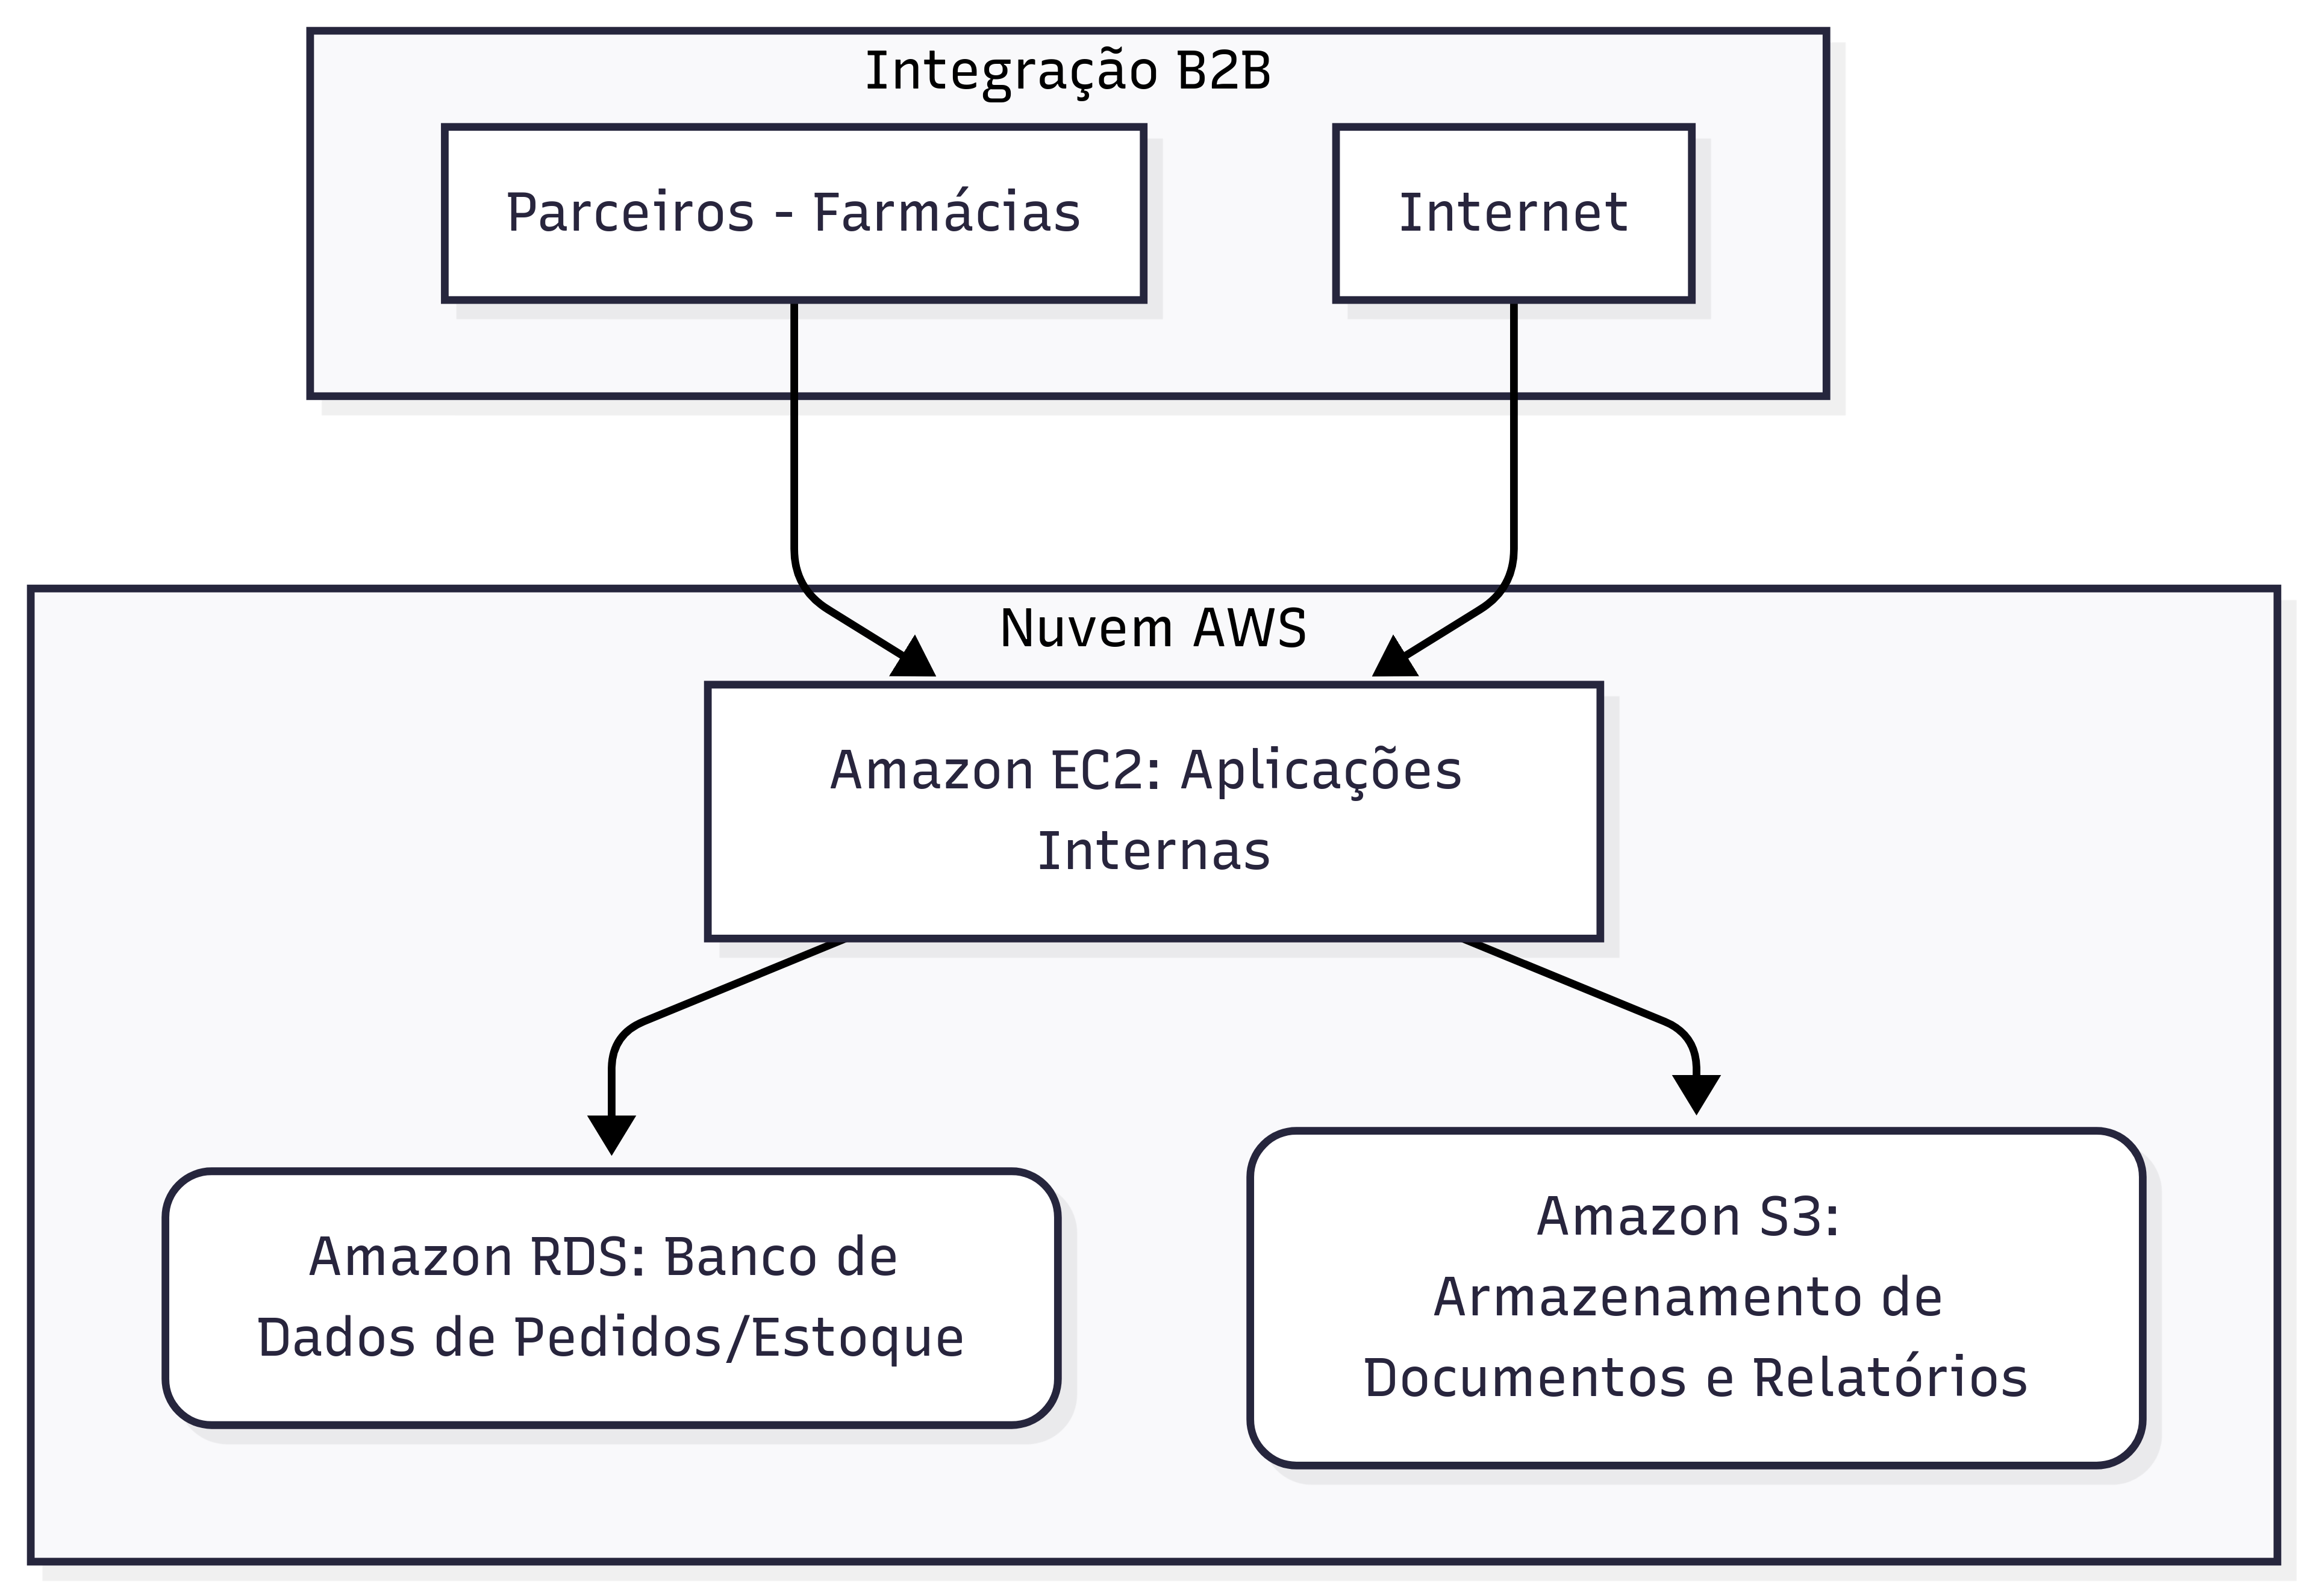 Integração B2B
Parceiros - Farmácias
Internet
Nuvem AWS
Amazon EC2: Aplicações
Internas
Amazon RDS: Banco de
Dados de Pedidos/Estoque
Amazon S3:
Armazenamento de
Documentos e Relatórios